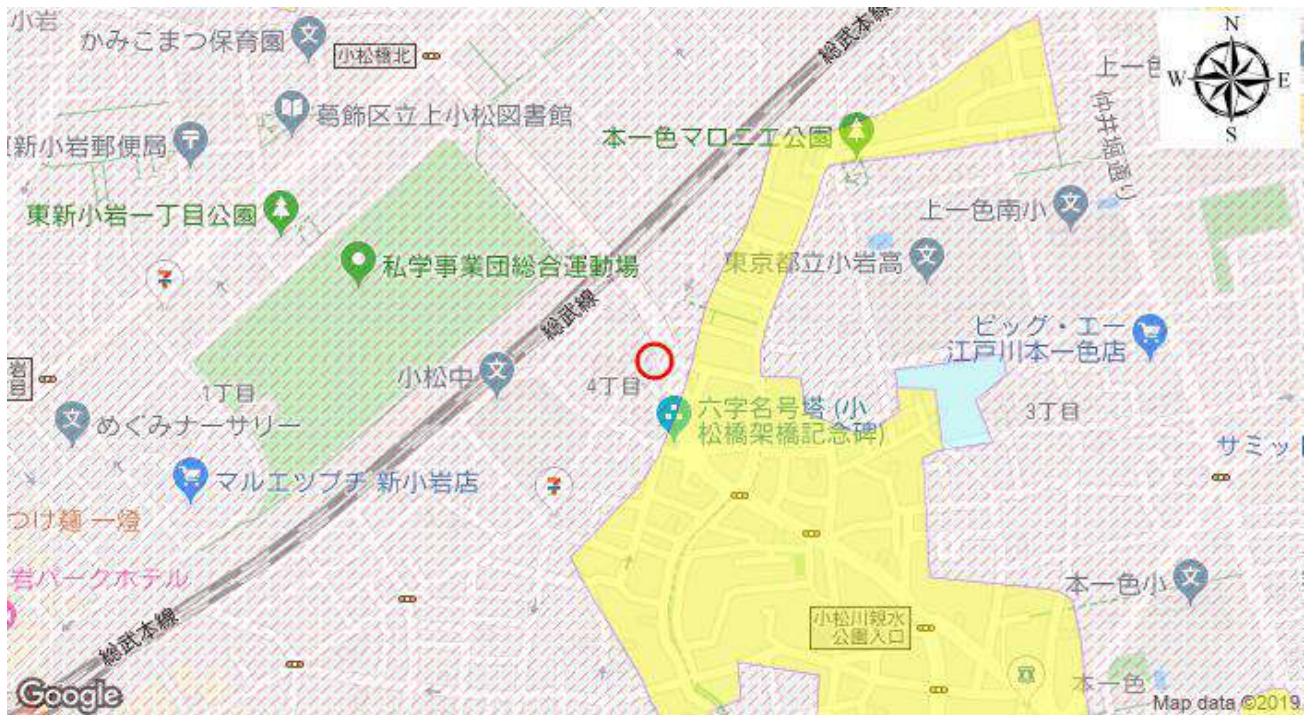 小岩
かみこまつ保育園
小松橋北
葛飾区立上小松図書館
新小岩郵便局
東新小岩一丁目公園
私学事業団総合運動場
総武本線
本一色マロニエ公園
上一色
仲井堀通り
N
W
E
S
上一色南小
東京都立小岩高
総武線
ビッグ・エー
江戸川本一色店
小松中
4丁目
1丁目
3丁目
めぐみナーサリー
六字名号塔 (小
松橋架橋記念碑)
サミット
マルエツプチ 新小岩店
つけ麺 一燈
岩パークホテル
本一色小
小松川親水
公園入口
総武本線
本一色
Google
Map data ©2019